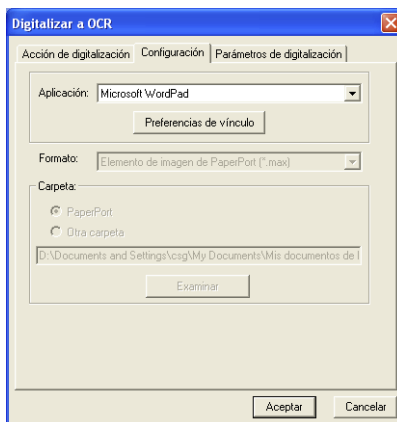 Digitalizar a OCR
Acción de digitalización Configuración Parámetros de digitalización
Aplicación: Microsoft WordPad
Preferencias de vínculo
Formato: Elemento de imagen de PaperPort (*.max)
Carpeta:
PaperPort
Otra carpeta
D:\Documents and Settings\csg\My Documents\Mis documentos de
Examinar
Aceptar Cancelar